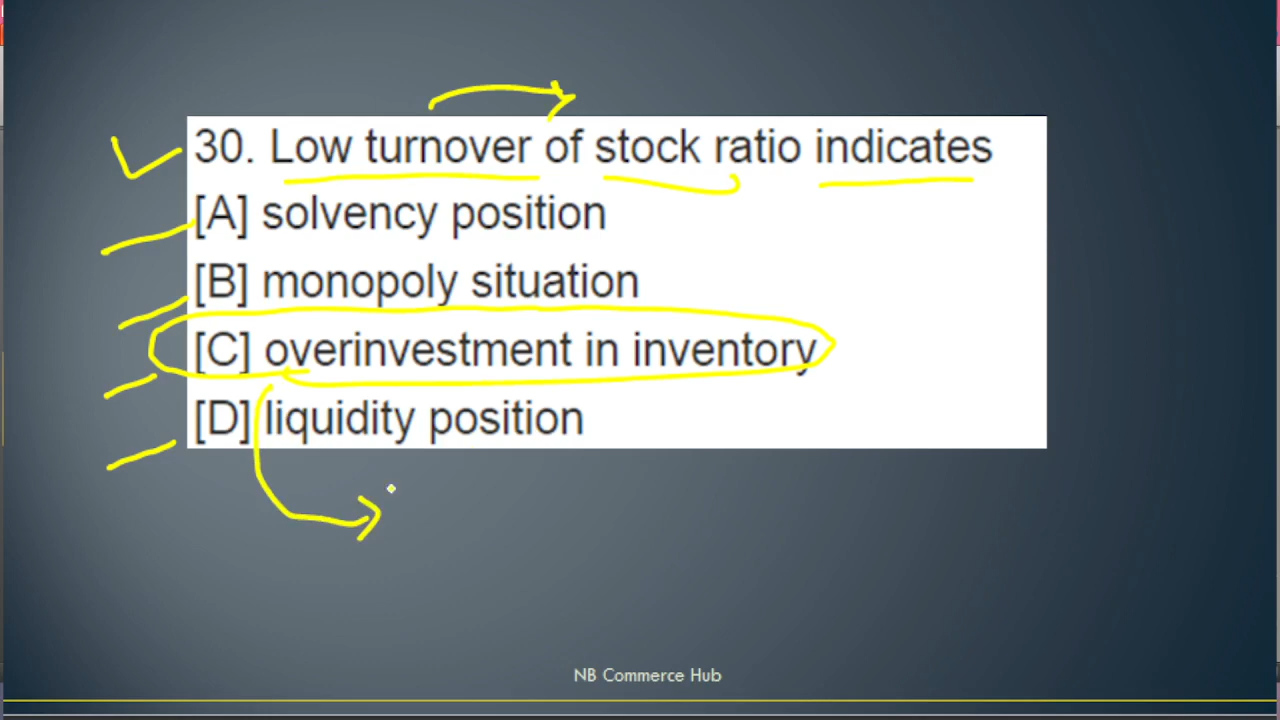 30. Low turnover of stock ratio indicates
[A] solvency position
[B] monopoly situation
[C] overinvestment in inventory
[D] liquidity position
NB Commerce Hub